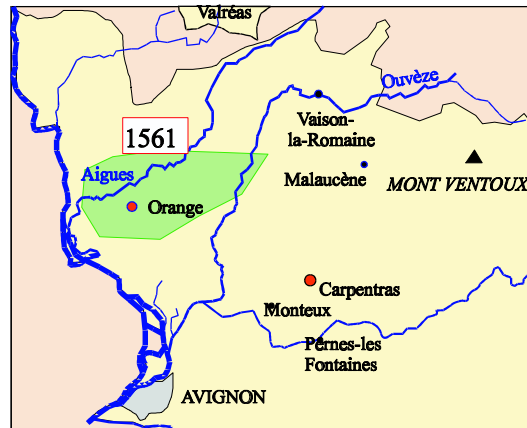 Valréas
Ouvèze
Vaison-
la-Romaine
1561
Aigues
Malaucène
MONT VENTOUX
Orange
Carpentras
Monteux
Pernes-les
Fontaines
AVIGNON